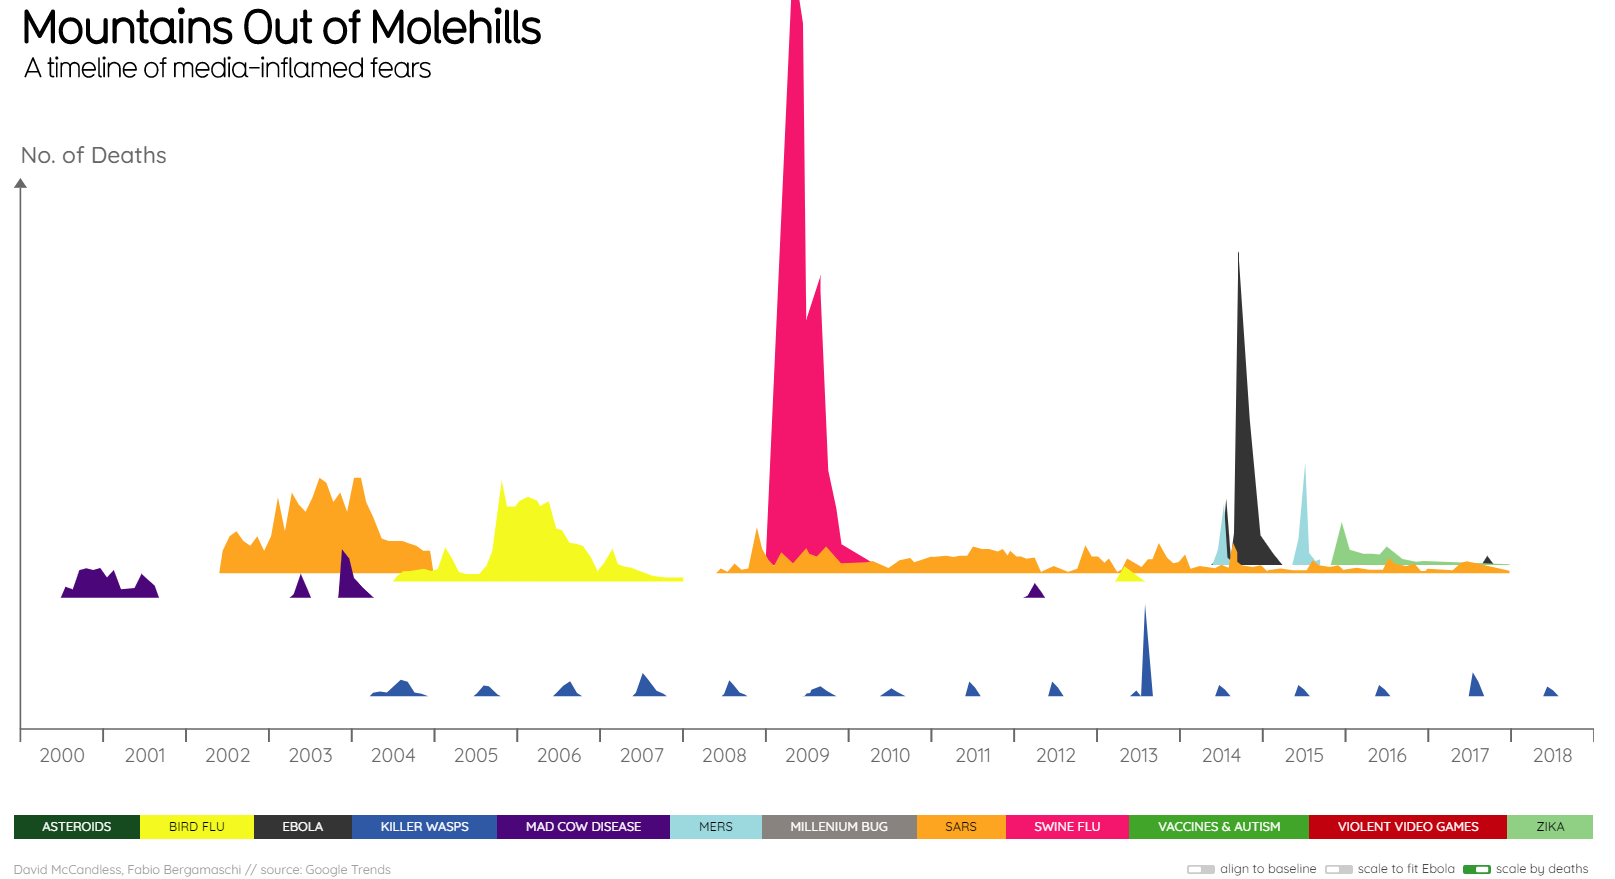 Mountains Out of Molehills
A timeline of media-inflamed fears
No. of Deaths
2000 2001 2002 2003 2004 2005 2006 2007 2008 2009 2010 2011 2012 2013 2014 2015 2016 2017 2018
ASTEROIDS BIRD FLU EBOLA KILLER WASPS MAD COW DISEASE MERS MILLENIUM BUG SARS SWINE FLU VACCINES & AUTISM VIOLENT VIDEO GAMES ZIKA
David McCandless, Fabio Bergamaschi // source: Google Trends align to baseline scale to fit Ebola scale by deaths